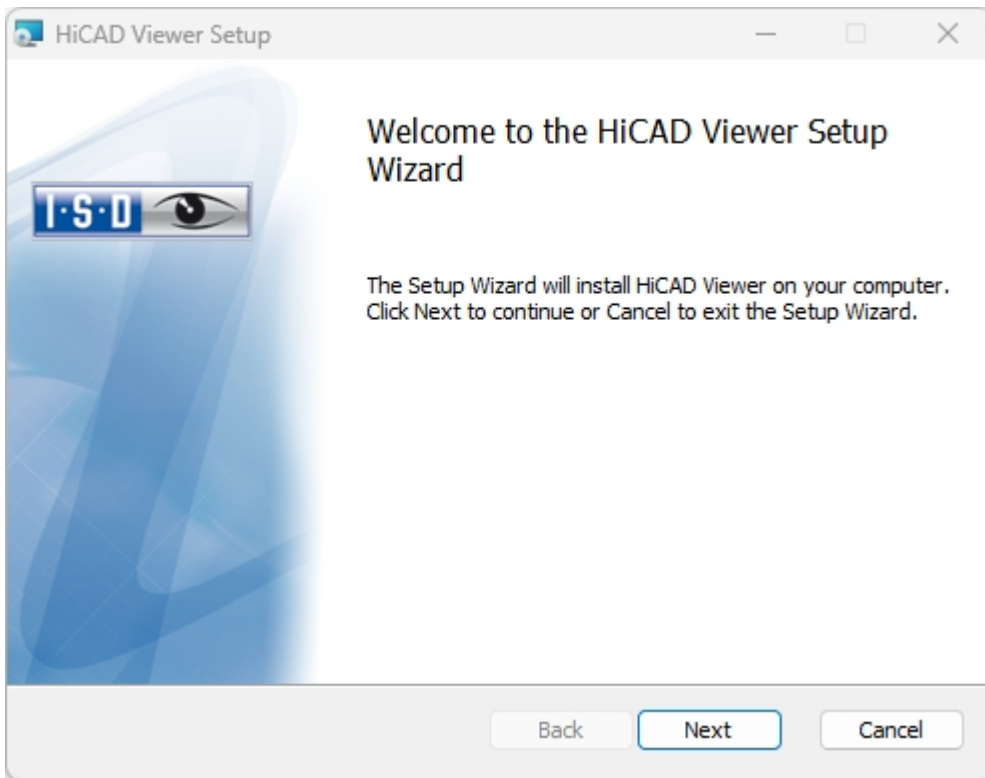 HiCAD Viewer Setup
Welcome to the HiCAD Viewer Setup
Wizard
I·S·D
The Setup Wizard will install HiCAD Viewer on your computer.
Click Next to continue or Cancel to exit the Setup Wizard.
Back Next Cancel